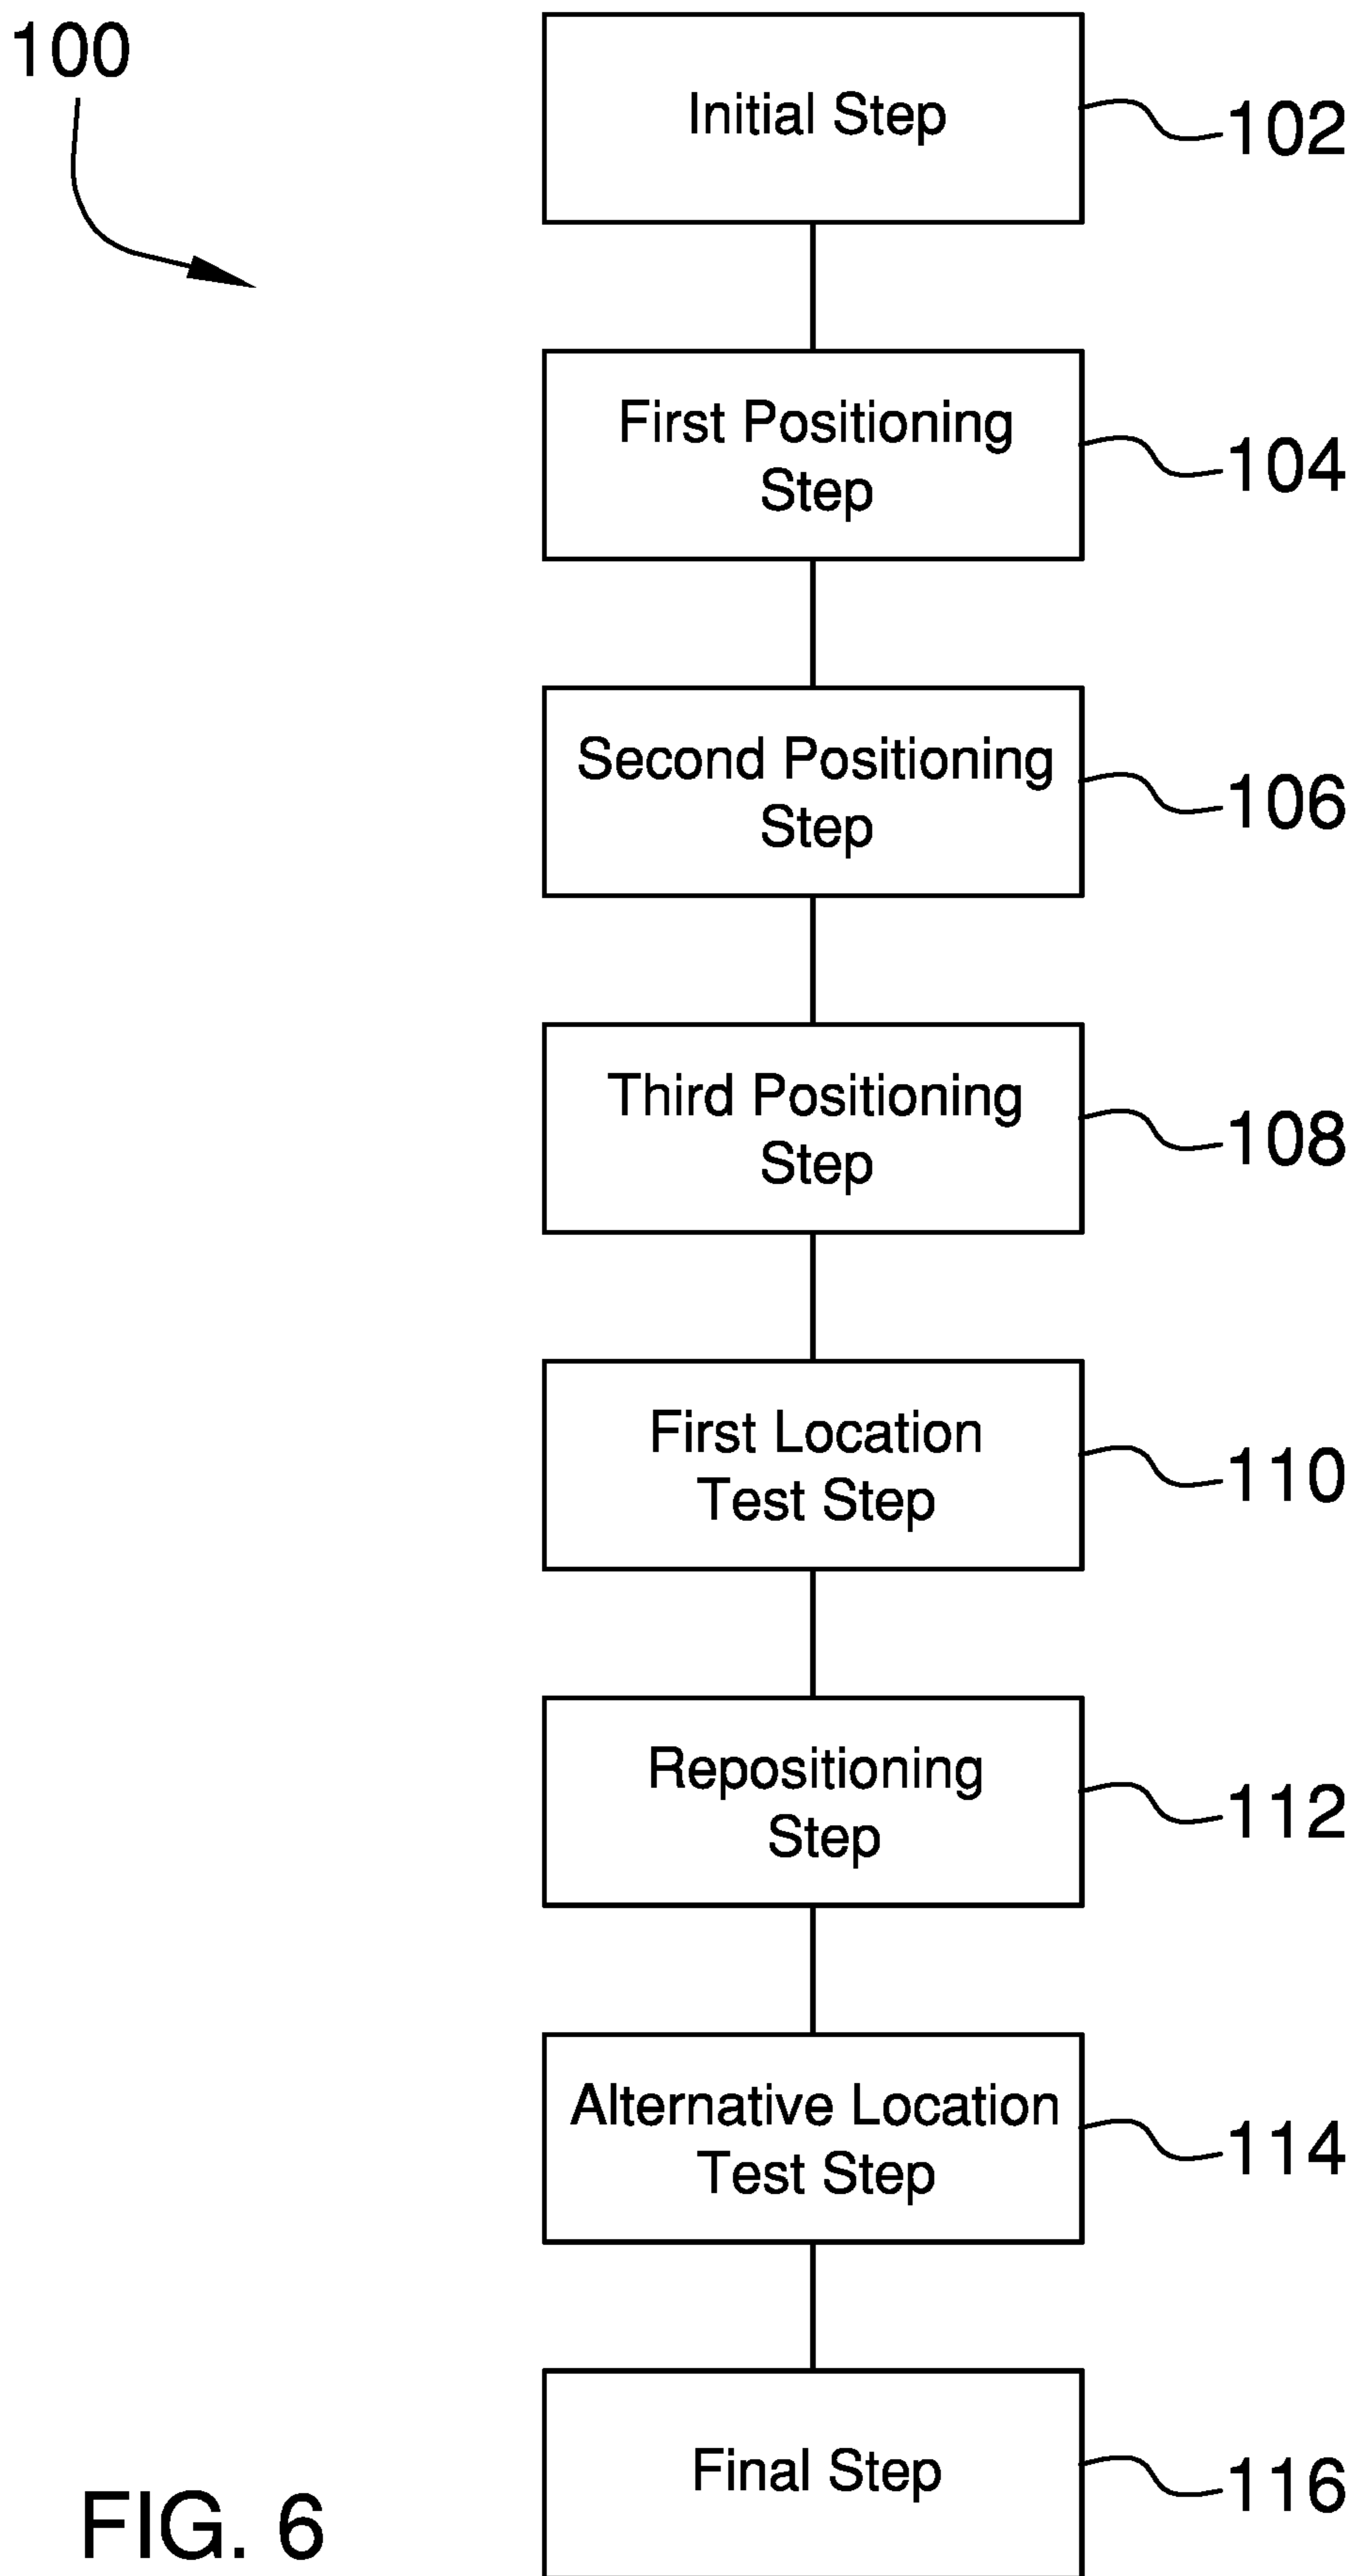 100
Initial Step
102
First Positioning
Step
104
Second Positioning
Step
106
Third Positioning
Step
108
First Location
Test Step
110
Repositioning
Step
112
Alternative Location
Test Step
114
Final Step
116
FIG. 6